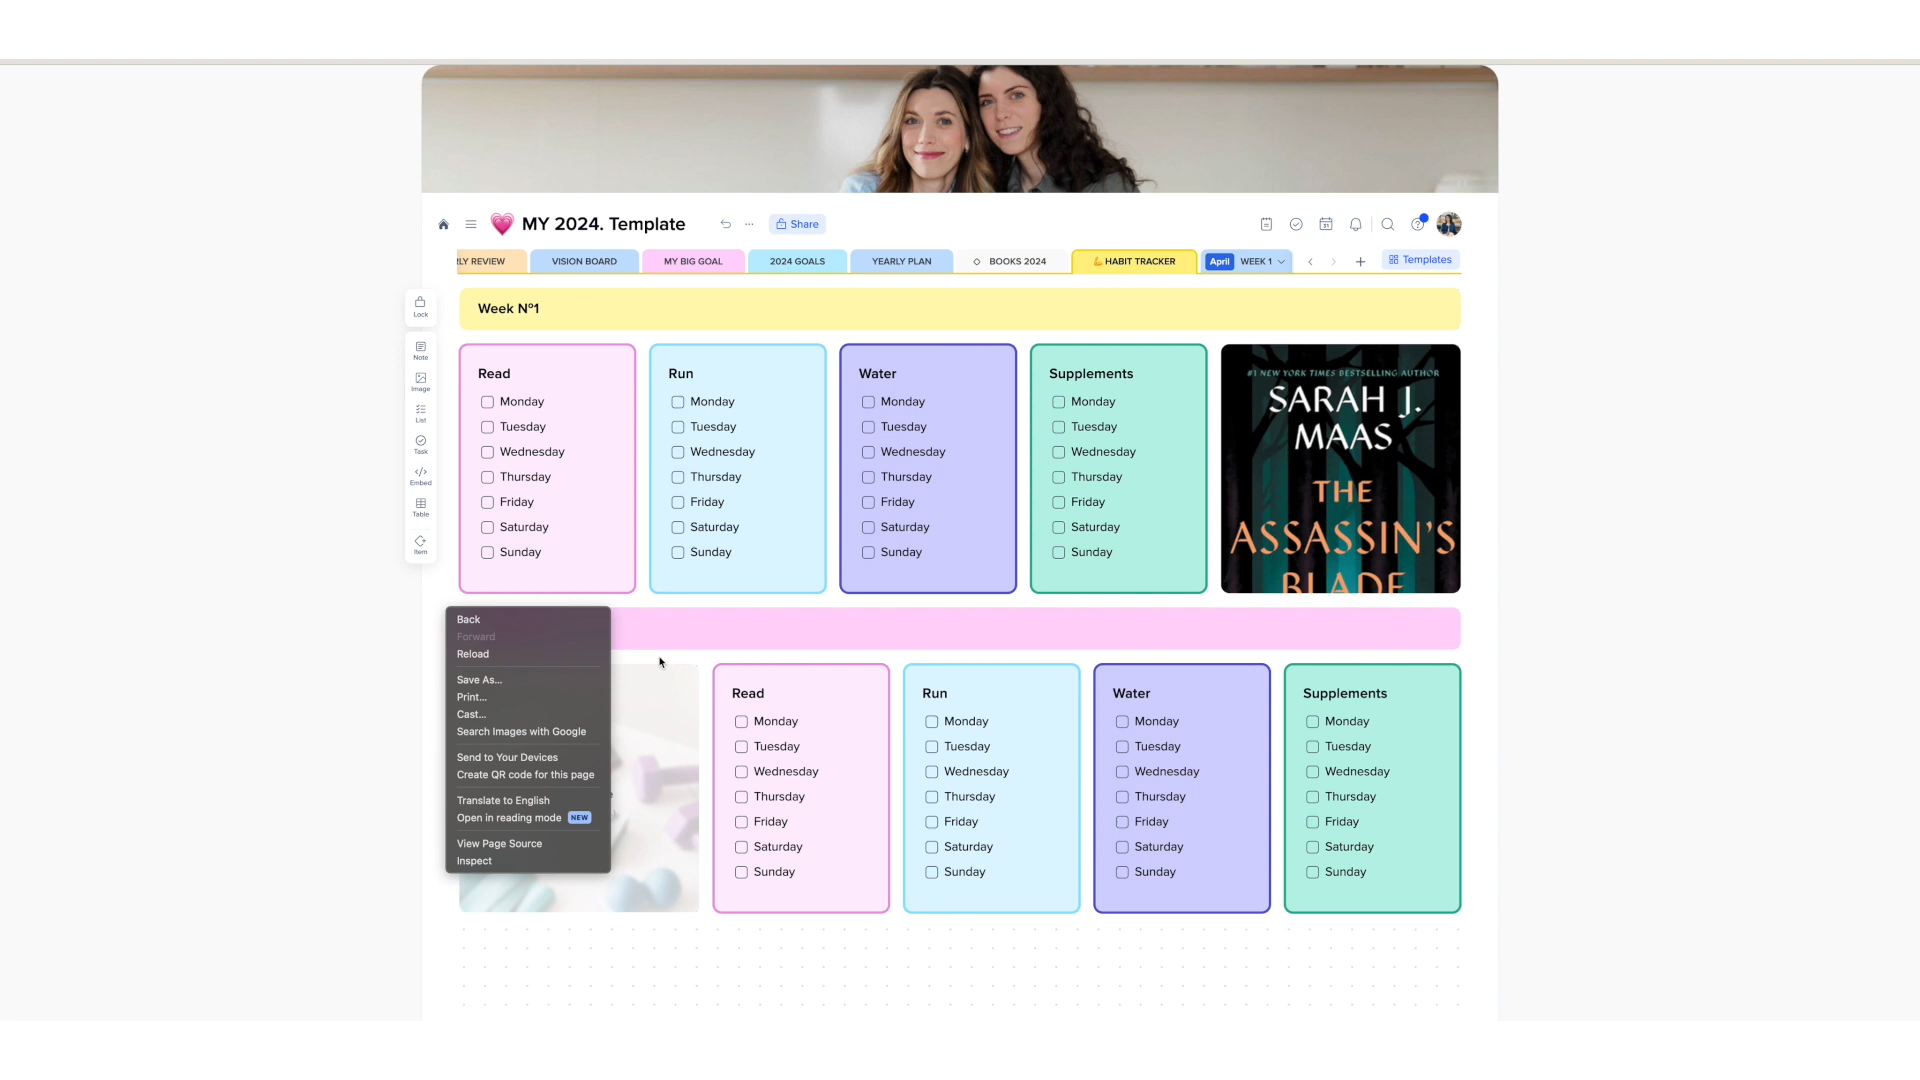 MY 2024. Template
Share
RLY REVIEW
VISION BOARD
MY BIG GOAL
2024 GOALS
YEARLY PLAN
BOOKS 2024
HABIT TRACKER
April WEEK 1
Templates
Lock
Note
Image
List
Task
Embed
Table
Item
Week Nº1
Read
Monday
Tuesday
Wednesday
Thursday
Friday
Saturday
Sunday
Run
Monday
Tuesday
Wednesday
Thursday
Friday
Saturday
Sunday
Water
Monday
Tuesday
Wednesday
Thursday
Friday
Saturday
Sunday
Supplements
Monday
Tuesday
Wednesday
Thursday
Friday
Saturday
Sunday
#1 NEW YORK TIMES BESTSELLING AUTHOR
SARAH J.
MAAS
THE
ASSASSIN'S
BLADE
Back
Forward
Reload
Save As...
Print...
Cast...
Search Images with Google
Send to Your Devices
Create QR code for this page
Translate to English
Open in reading mode NEW
View Page Source
Inspect
Read
Monday
Tuesday
Wednesday
Thursday
Friday
Saturday
Sunday
Run
Monday
Tuesday
Wednesday
Thursday
Friday
Saturday
Sunday
Water
Monday
Tuesday
Wednesday
Thursday
Friday
Saturday
Sunday
Supplements
Monday
Tuesday
Wednesday
Thursday
Friday
Saturday
Sunday